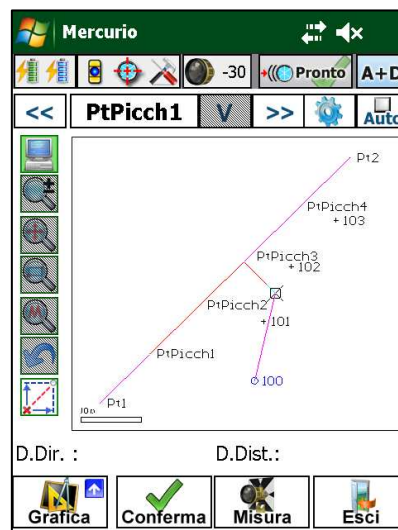 Mercurio
-30 Pronto A+D
<< PtPicch1 V >> Auto
Pt2
PtPicch4
+ 103
PtPicch3
+ 102
PtPicch2
+ 101
PtPicch1
100
Pt1
D.Dir. : D.Dist.:
Grafica Conferma Misura Esci